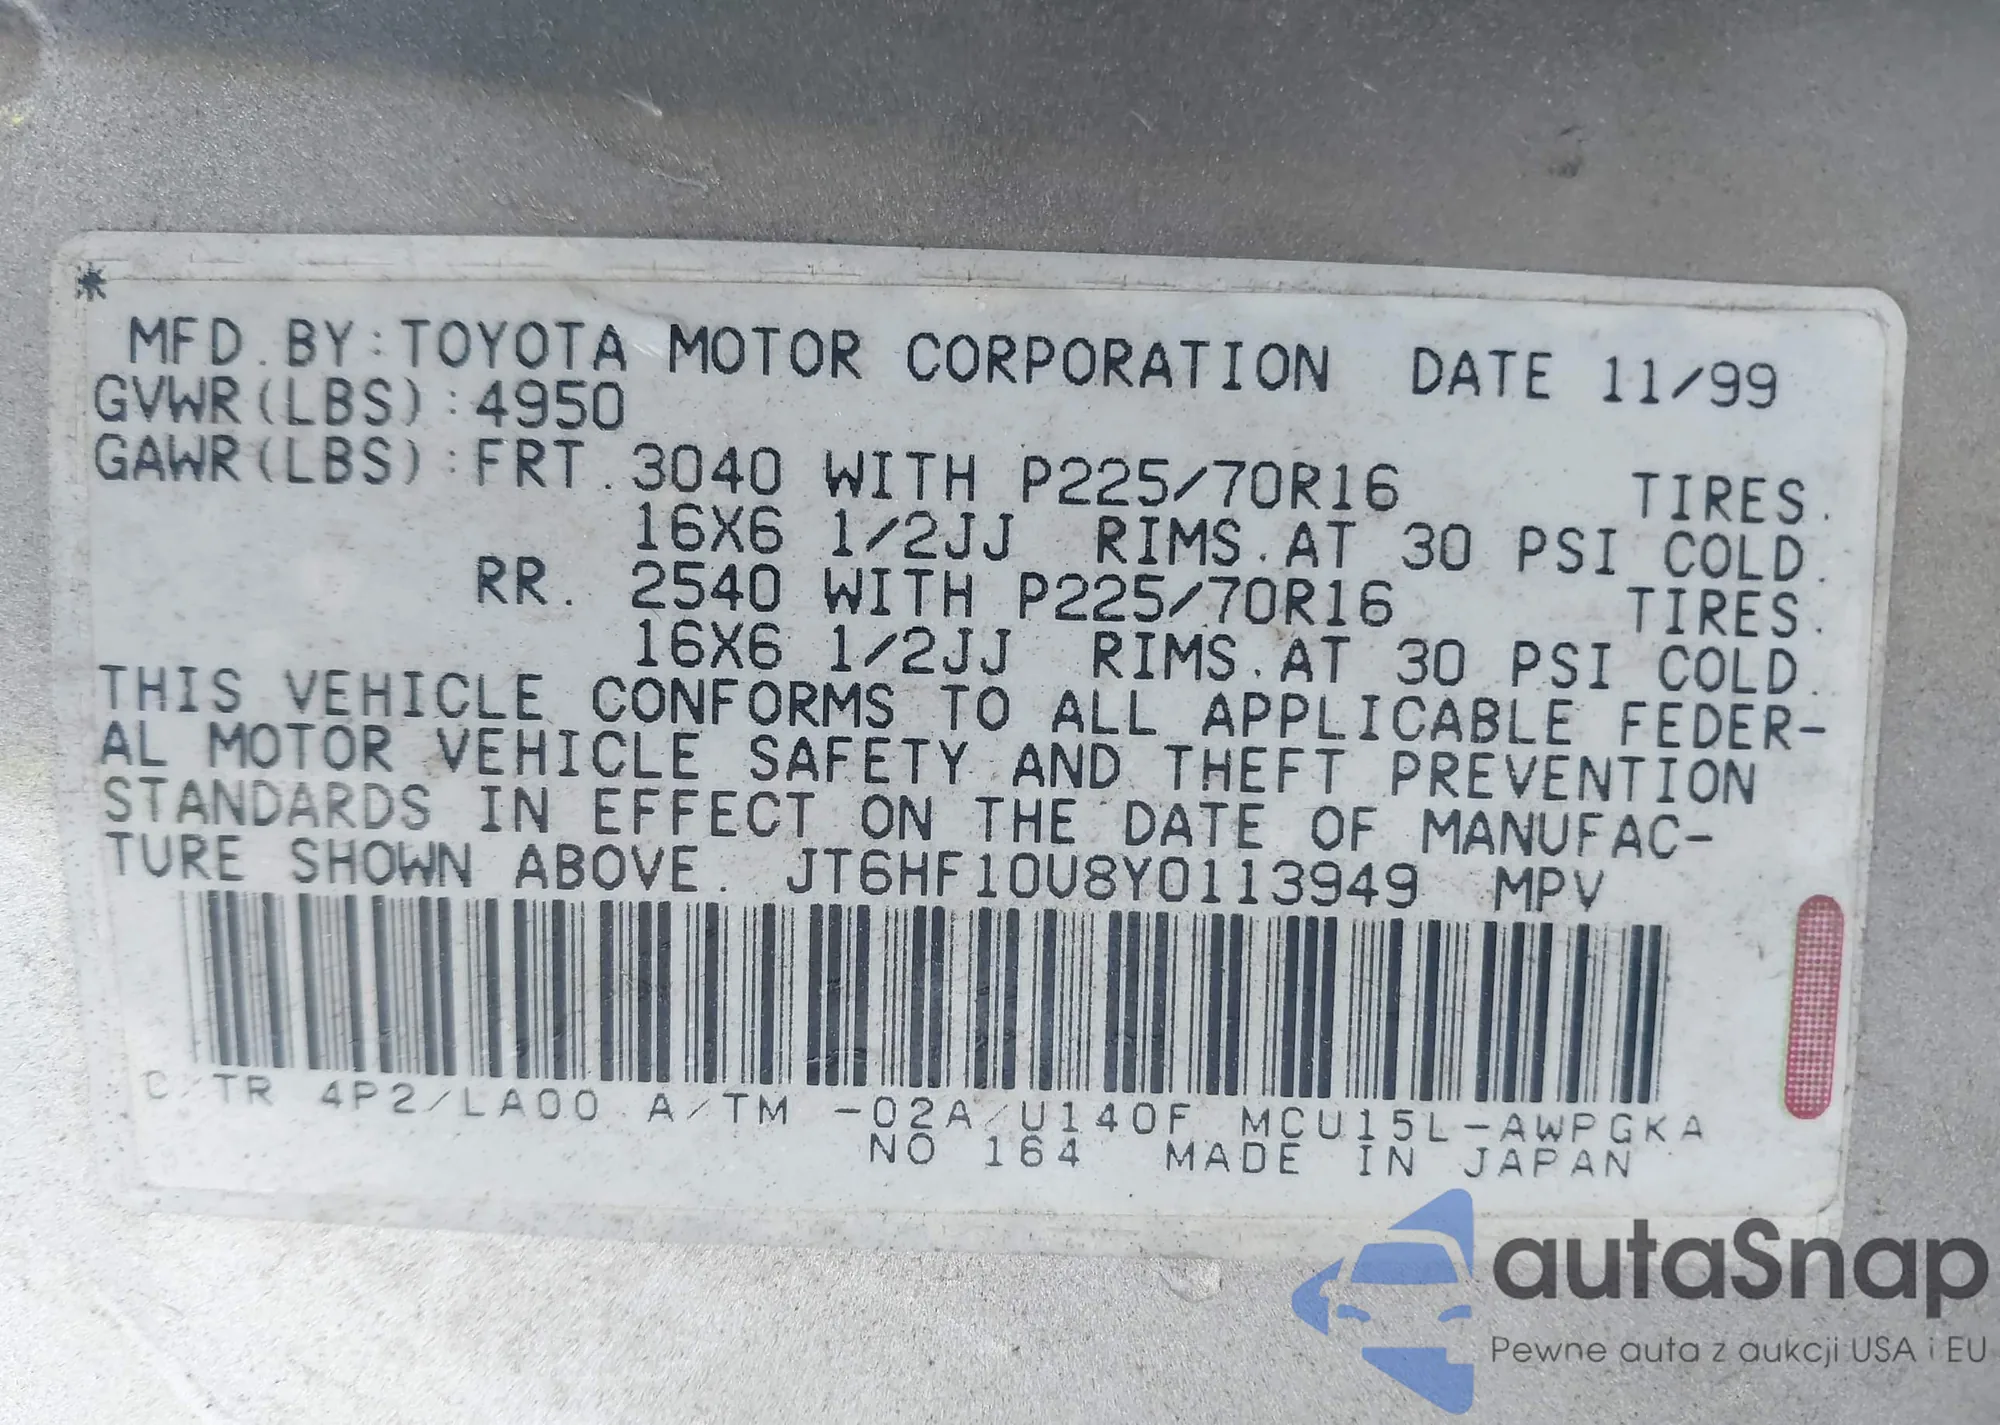 *
MFD.BY:TOYOTA MOTOR CORPORATION DATE 11/99
GVWR(LBS):4950
GAWR(LBS):FRT.3040 WITH P225/70R16 TIRES.
16X6 1/2JJ RIMS.AT 30 PSI COLD.
RR. 2540 WITH P225/70R16 TIRES.
16X6 1/2JJ RIMS.AT 30 PSI COLD.
THIS VEHICLE CONFORMS TO ALL APPLICABLE FEDER-
AL MOTOR VEHICLE SAFETY AND THEFT PREVENTION
STANDARDS IN EFFECT ON THE DATE OF MANUFAC-
TURE SHOWN ABOVE. JT6HF10U8Y0113949 MPV
C/TR 4P2/LA00 A/TM -02A/U140F MCU15L-AWPGKA
NO 164 MADE IN JAPAN
autaSnap
Pewne auta z aukcji USA i EU